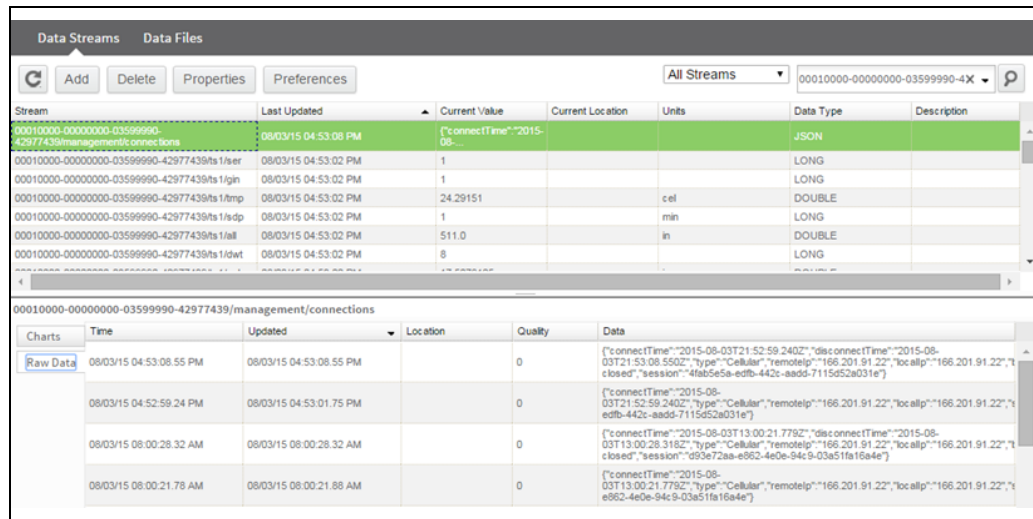 Data Streams Data Files
Add Delete Properties Preferences All Streams 00010000-00000000-03599990-4X
Stream Last Updated Current Value Current Location Units Data Type Description
00010000-00000000-03599990-
42977439/management/connections 08/03/15 04:53:08 PM {"connectTime":"2015-
08-... JSON
00010000-00000000-03599990-42977439/ts1/ser 08/03/15 04:53:02 PM 1 LONG
00010000-00000000-03599990-42977439/ts1/gin 08/03/15 04:53:02 PM 1 LONG
00010000-00000000-03599990-42977439/ts1/tmp 08/03/15 04:53:02 PM 24.29151 cel DOUBLE
00010000-00000000-03599990-42977439/ts1/sdp 08/03/15 04:53:02 PM 1 min LONG
00010000-00000000-03599990-42977439/ts1/all 08/03/15 04:53:02 PM 511.0 in DOUBLE
00010000-00000000-03599990-42977439/ts1/dwt 08/03/15 04:53:02 PM 8 LONG
00010000-00000000-03599990-42977439/management/connections
Charts Time Updated Location Quality Data
Raw Data 08/03/15 04:53:08.55 PM 08/03/15 04:53:08.55 PM 0 {"connectTime":"2015-08-03T21:52:59.240Z","disconnectTime":"2015-08-
03T21:53:08.550Z","type":"Cellular","remoteIp":"166.201.91.22","localIp":"166.201.91.22","
closed","session":"4fab5e5a-edfb-442c-aadd-7115d52a031e"}
08/03/15 04:52:59.24 PM 08/03/15 04:53:01.75 PM 0 {"connectTime":"2015-08-
03T21:52:59.240Z","type":"Cellular","remoteIp":"166.201.91.22","localIp":"166.201.91.22","
edfb-442c-aadd-7115d52a031e"}
08/03/15 08:00:28.32 AM 08/03/15 08:00:28.32 AM 0 {"connectTime":"2015-08-03T13:00:21.779Z","disconnectTime":"2015-08-
03T13:00:28.318Z","type":"Cellular","remoteIp":"166.201.91.22","localIp":"166.201.91.22","
closed","session":"d93e72aa-e862-4e0e-94c9-03a51fa16a4e"}
08/03/15 08:00:21.78 AM 08/03/15 08:00:21.88 AM 0 {"connectTime":"2015-08-
03T13:00:21.779Z","type":"Cellular","remoteIp":"166.201.91.22","localIp":"166.201.91.22","
e862-4e0e-94c9-03a51fa16a4e"}